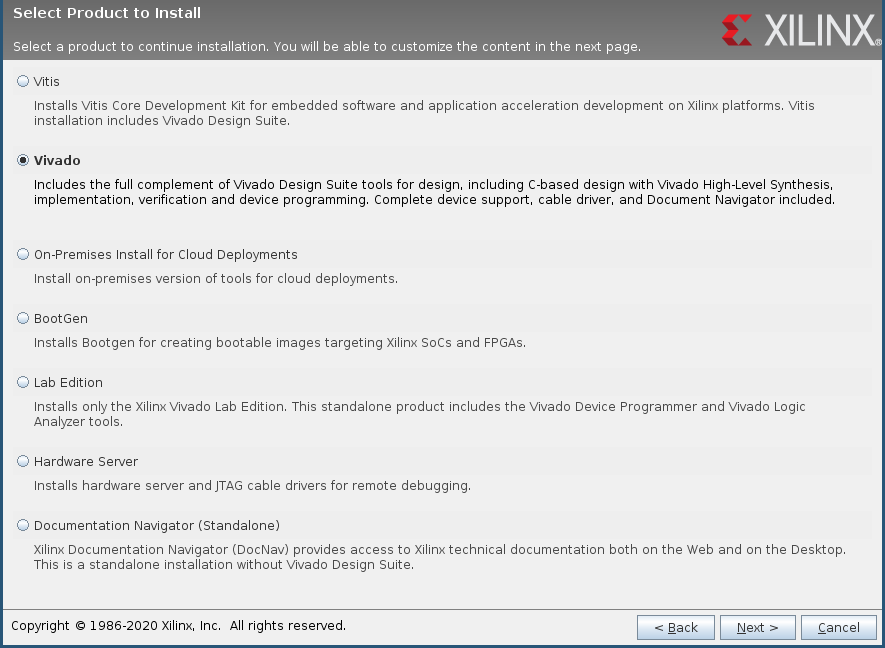 Select Product to Install
Select a product to continue installation. You will be able to customize the content in the next page.
XILINX®
Vitis
Installs Vitis Core Development Kit for embedded software and application acceleration development on Xilinx platforms. Vitis
installation includes Vivado Design Suite.
Vivado
Includes the full complement of Vivado Design Suite tools for design, including C-based design with Vivado High-Level Synthesis,
implementation, verification and device programming. Complete device support, cable driver, and Document Navigator included.
On-Premises Install for Cloud Deployments
Install on-premises version of tools for cloud deployments.
BootGen
Installs Bootgen for creating bootable images targeting Xilinx SoCs and FPGAs.
Lab Edition
Installs only the Xilinx Vivado Lab Edition. This standalone product includes the Vivado Device Programmer and Vivado Logic
Analyzer tools.
Hardware Server
Installs hardware server and JTAG cable drivers for remote debugging.
Documentation Navigator (Standalone)
Xilinx Documentation Navigator (DocNav) provides access to Xilinx technical documentation both on the Web and on the Desktop.
This is a standalone installation without Vivado Design Suite.
Copyright © 1986-2020 Xilinx, Inc. All rights reserved.
< Back
Next >
Cancel